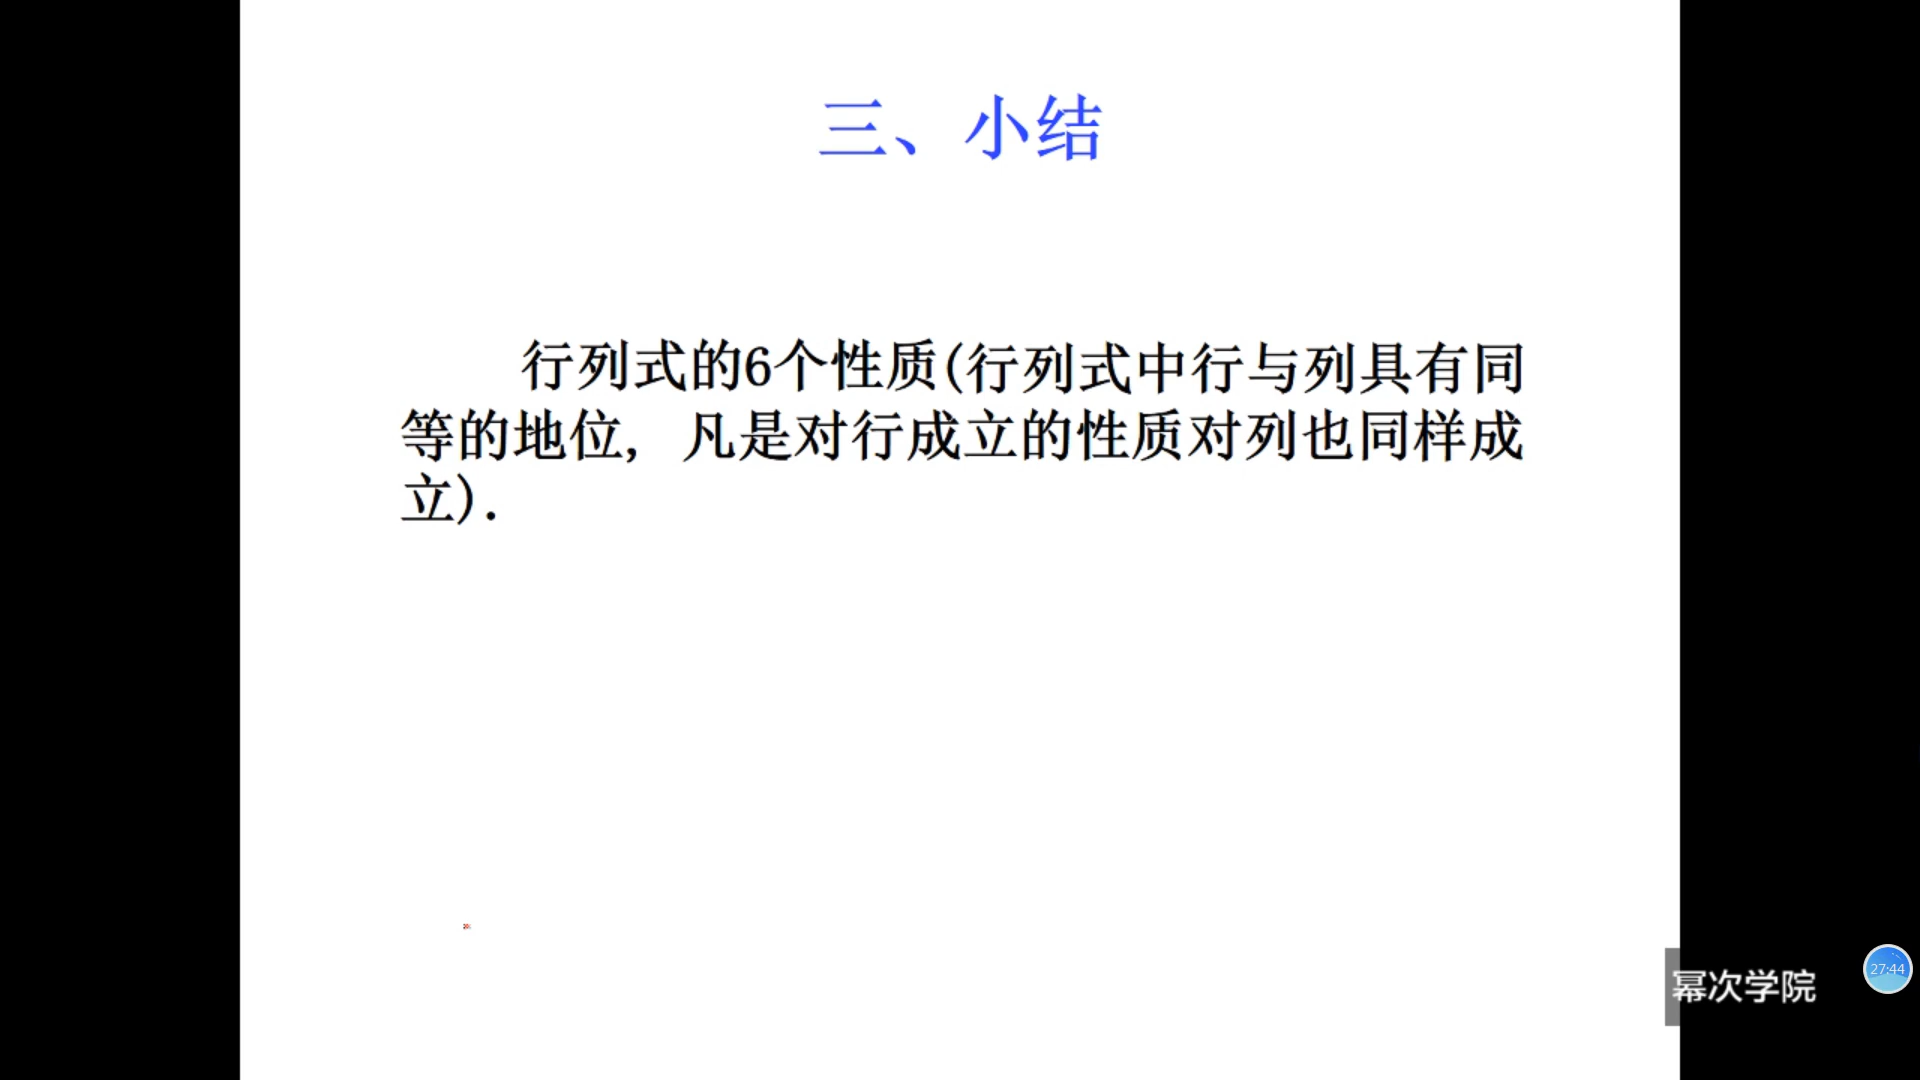 三、小结
行列式的6个性质(行列式中行与列具有同
等的地位, 凡是对行成立的性质对列也同样成
立).
幂次学院
27:44